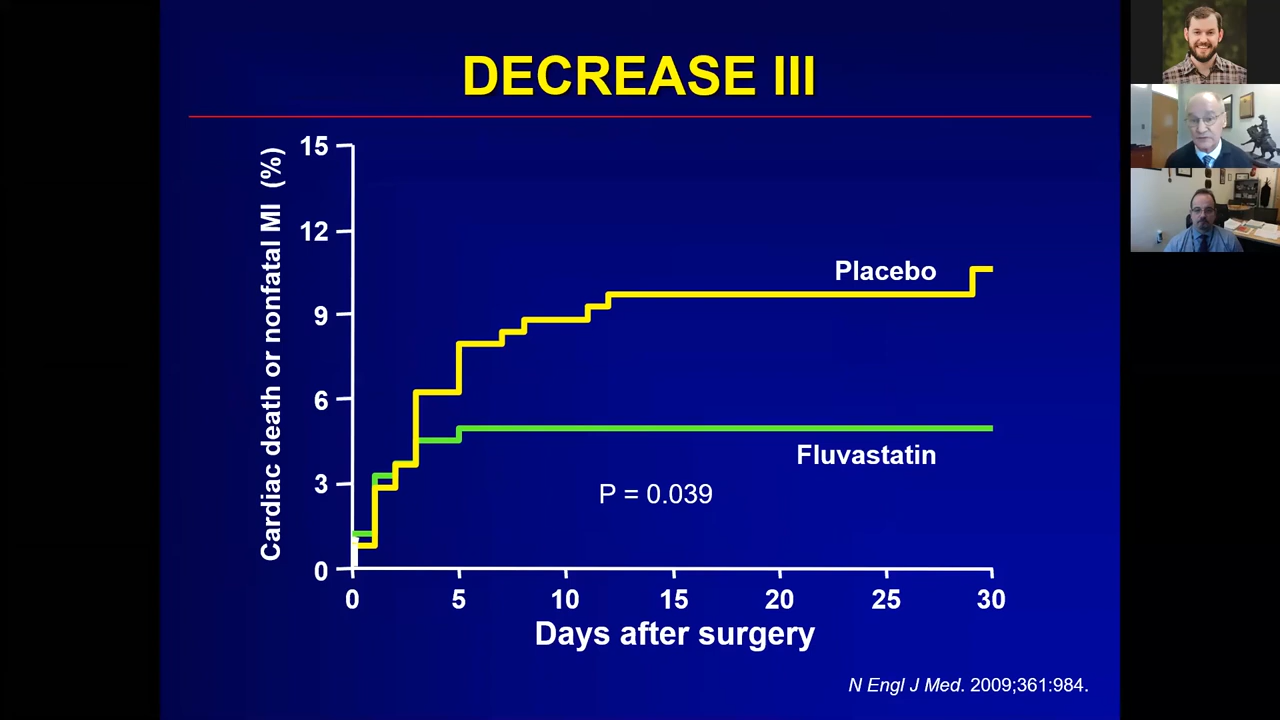 DECREASE III
Cardiac death or nonfatal MI (%)
15
12
9
6
3
0
Placebo
Fluvastatin
P = 0.039
0 5 10 15 20 25 30
Days after surgery
N Engl J Med. 2009;361:984.